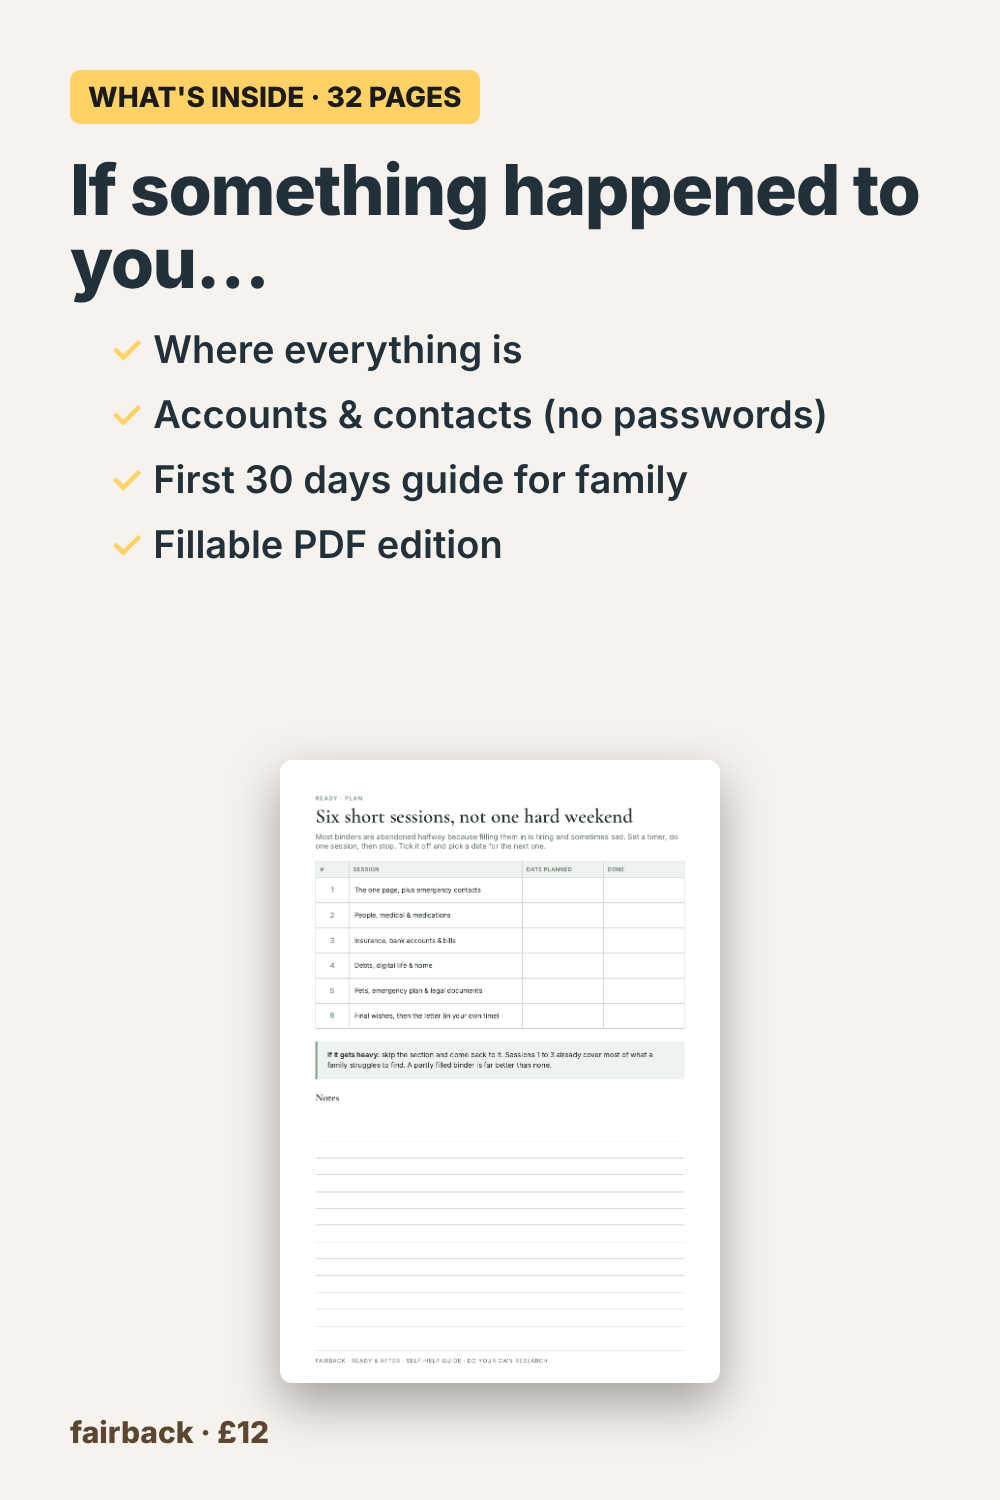 WHAT'S INSIDE · 32 PAGES
If something happened to
you…
Where everything is
Accounts & contacts (no passwords)
First 30 days guide for family
Fillable PDF edition
READY · PLAN
Six short sessions, not one hard weekend
Most binders are abandoned halfway because filling them in is tiring and sometimes sad. Set a timer, do
one session, then stop. Tick it off and pick a date for the next one.
# SESSION DATE PLANNED DONE
1 The one page, plus emergency contacts
2 People, medical & medications
3 Insurance, bank accounts & bills
4 Debts, digital life & home
5 Pets, emergency plan & legal documents
6 Final wishes, then the letter (in your own time)
If it gets heavy: skip the section and come back to it. Sessions 1 to 3 already cover most of what a
family struggles to find. A partly filled binder is far better than none.
Notes
FAIRBACK · READY & AFTER · SELF-HELP GUIDE · DO YOUR OWN RESEARCH
fairback · £12